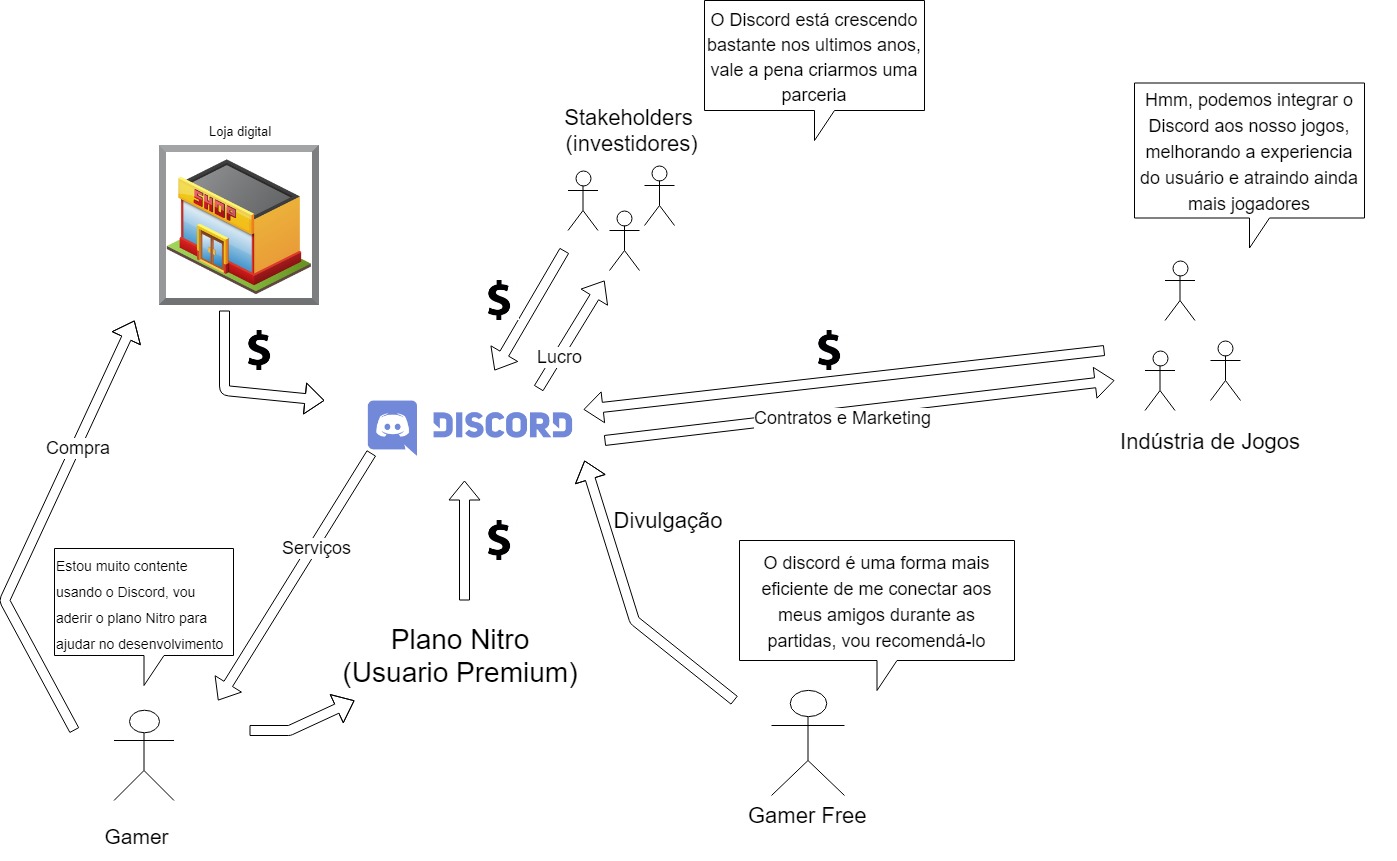 O Discord está crescendo
bastante nos ultimos anos,
vale a pena criarmos uma
parceria
Hmm, podemos integrar o
Discord aos nosso jogos,
melhorando a experiencia
do usuário e atraindo ainda
mais jogadores
Stakeholders
(investidores)
Loja digital
SHOP
$
$
Lucro
$
DISCORD
Contratos e Marketing
Indústria de Jogos
Compra
Serviços
$
Divulgação
Estou muito contente
usando o Discord, vou
aderir o plano Nitro para
ajudar no desenvolvimento
O discord é uma forma mais
eficiente de me conectar aos
meus amigos durante as
partidas, vou recomendá-lo
Plano Nitro
(Usuario Premium)
Gamer
Gamer Free